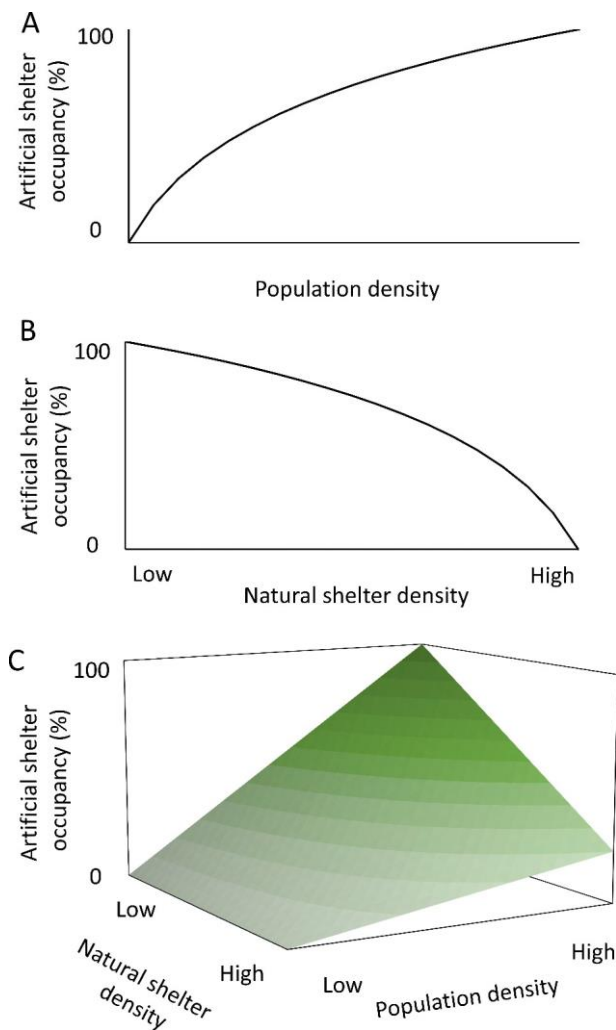 A
100
Artificial shelter
occupancy (%)
0
Population density
B
100
Artificial shelter
occupancy (%)
0
Low
High
Natural shelter density
C
100
Artificial shelter
occupancy (%)
0
Low
High
Natural shelter
density
Low
High
Population density